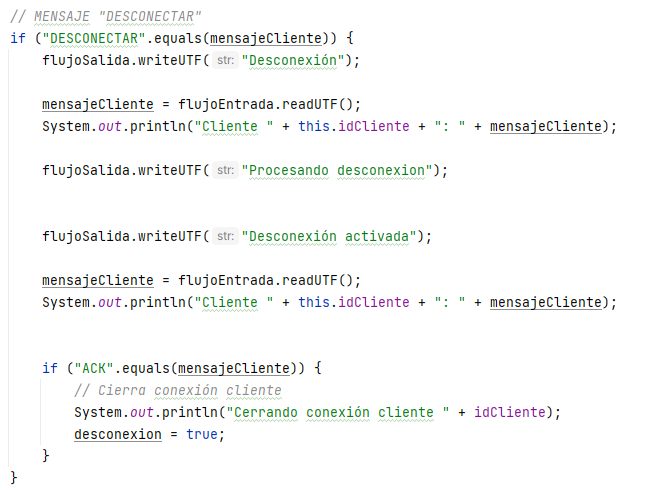 // MENSAJE "DESCONECTAR"
if ("DESCONECTAR".equals(mensajeCliente)) {
flujoSalida.writeUTF( str: "Desconexión");
mensajeCliente = flujoEntrada.readUTF();
System.out.println("Cliente " + this.idCliente + ": " + mensajeCliente);
flujoSalida.writeUTF( str: "Procesando desconexion");
flujoSalida.writeUTF( str: "Desconexión activada");
mensajeCliente = flujoEntrada.readUTF();
System.out.println("Cliente " + this.idCliente + ": " + mensajeCliente);
if ("ACK".equals(mensajeCliente)) {
// Cierra conexión cliente
System.out.println("Cerrando conexión cliente " + idCliente);
desconexion = true;
}
}